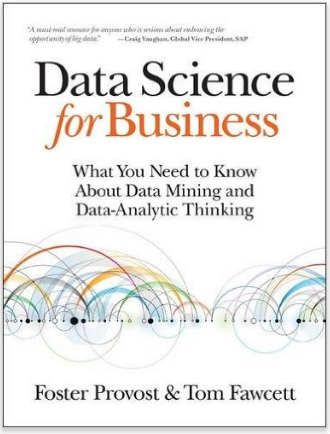 "A must-read resource for anyone who is serious about embracing the
opportunity of big data." — Craig Vaughan, Global Vice President, SAP
Data Science
for Business
What You Need to Know
About Data Mining and
Data-Analytic Thinking
Foster Provost & Tom Fawcett